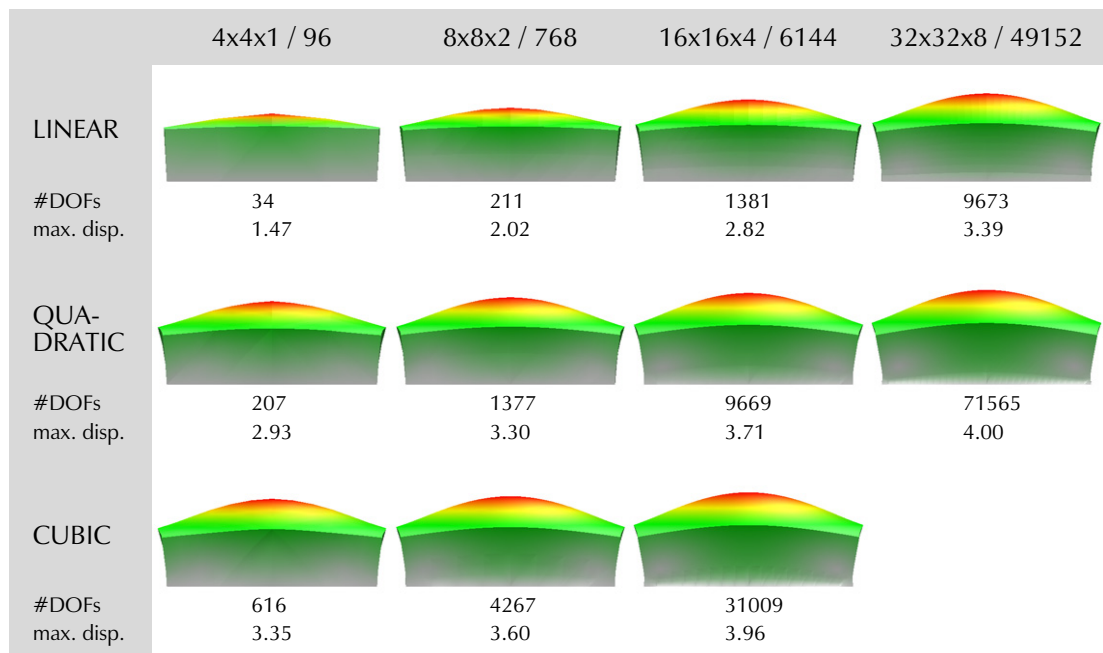 4x4x1 / 96 8x8x2 / 768 16x16x4 / 6144 32x32x8 / 49152
LINEAR
#DOFs 34 211 1381 9673
max. disp. 1.47 2.02 2.82 3.39
QUA-
DRATIC
#DOFs 207 1377 9669 71565
max. disp. 2.93 3.30 3.71 4.00
CUBIC
#DOFs 616 4267 31009
max. disp. 3.35 3.60 3.96